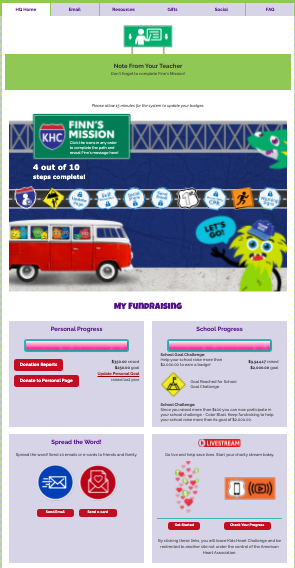 HQ Home
Email
Resources
Gifts
Social
FAQ
Note From Your Teacher
Don't forget to complete Finn's Mission!
Please allow 15 minutes for the system to update your badges.
KHC
FINN'S
MISSION
Click the icons in order
to complete the path and
reveal Finn's message here!
4 out of 10
steps complete!
LET'S
GO!
My Fundraising
Personal Progress
$350.00 raised
$250.00 goal
Donation Reports
Update Personal Goal
Donate to Personal Page
raised last year
School Progress
School Goal Challenge:
Help your school raise more than
$2,000.00 to earn a badge!
raised
$2,000.00 goal
Goal Reached for School
Goal Challenge
School Challenge:
Since you raised more than $100 you can now participate in
your school challenge - Color Blast. Keep fundraising to help
your school raise more than its goal of $2,000.00.
Spread the Word!
Spread the word! Send 10 emails or e-cards to friends and family.
Send Email
Send e-card
LIVESTREAM
Go live and help save lives. Start your charity stream today.
Get Started
Check Your Progress
By clicking these links, you will leave Kids Heart Challenge and be
redirected to another site not under the control of the American
Heart Association.